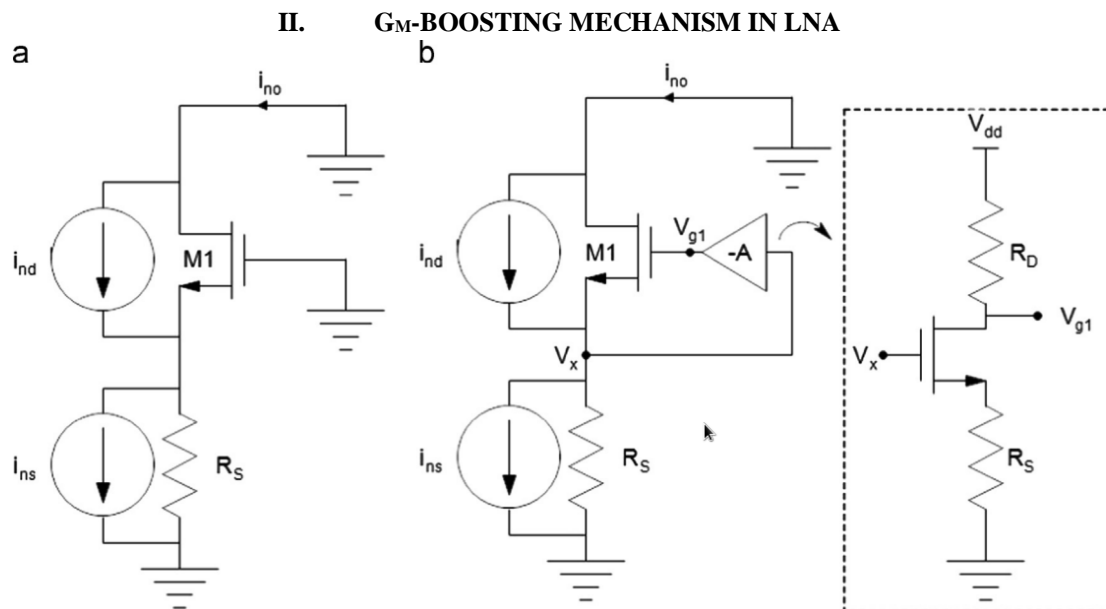 II. GM-BOOSTING MECHANISM IN LNA
a
b
ino
ino
Vdd
ind
M1
ind
M1
Vg1
-A
RD
Vg1
Vx
Vx
ins
RS
ins
RS
RS